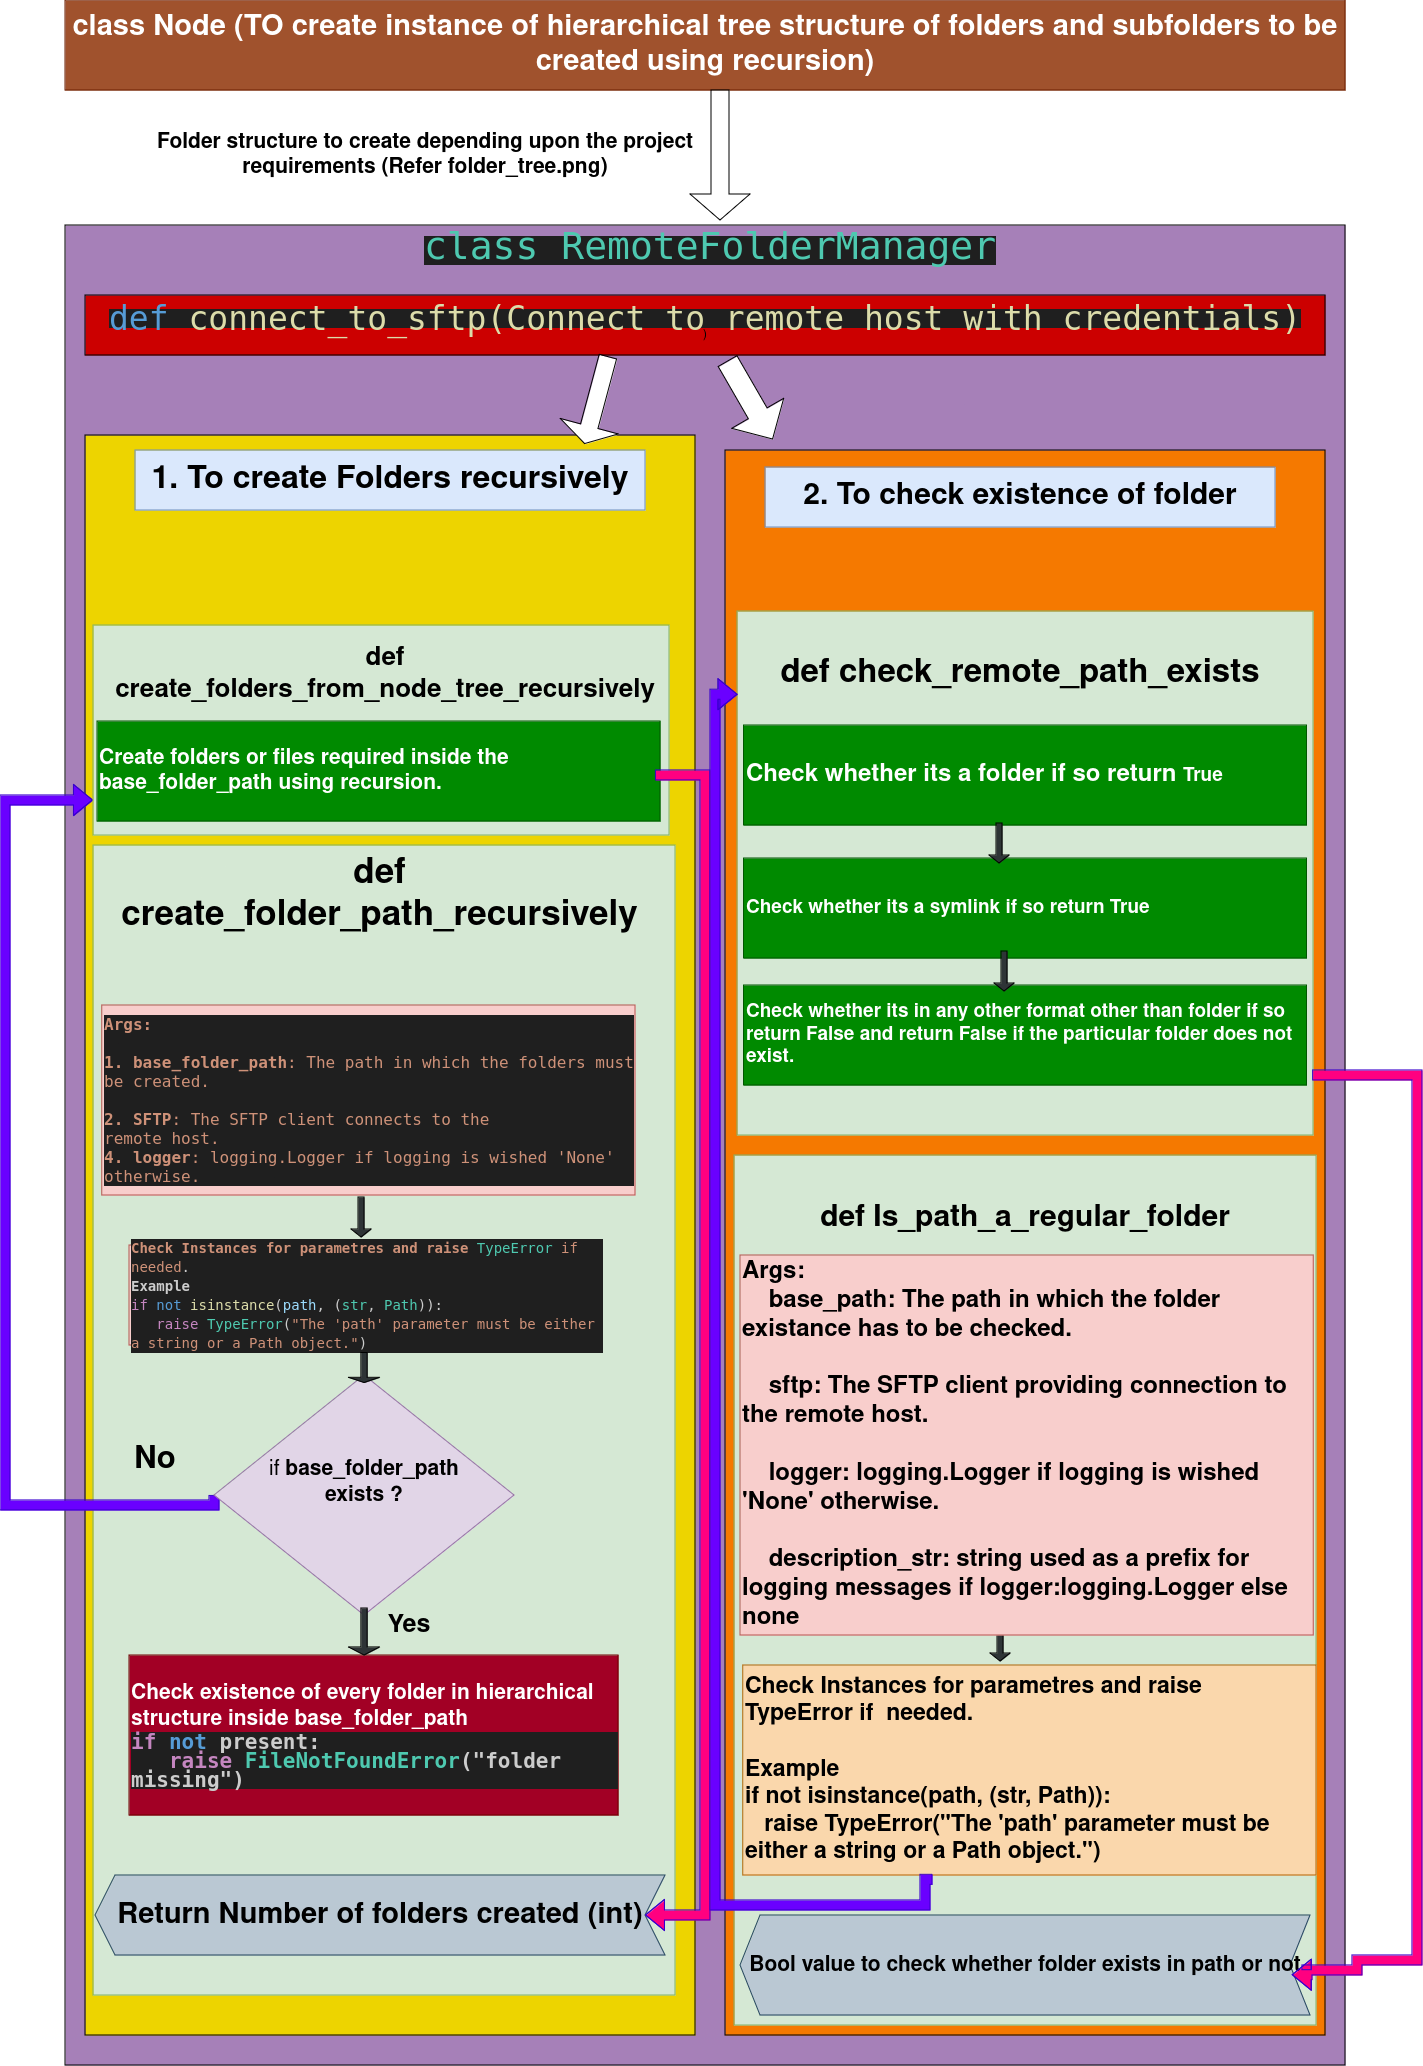 class Node (TO create instance of hierarchical tree structure of folders and subfolders to be
created using recursion)
Folder structure to create depending upon the project
requirements (Refer folder_tree.png)
class RemoteFolderManager
def connect_to_sftp(Connect to remote host with credentials)
)
1. To create Folders recursively
def
create_folders_from_node_tree_recursively
Create folders or files required inside the
base_folder_path using recursion.
def
create_folder_path_recursively
Args:
1. base_folder_path: The path in which the folders must
be created.
2. SFTP: The SFTP client connects to the
remote host.
4. logger: logging.Logger if logging is wished 'None'
otherwise.
Check Instances for parametres and raise TypeError if
needed.
Example
if not isinstance(path, (str, Path)):
raise TypeError("The 'path' parameter must be either
a string or a Path object.")
No
if base_folder_path
exists ?
Yes
Check existence of every folder in hierarchical
structure inside base_folder_path
if not present:
raise FileNotFoundError("folder
missing")
Return Number of folders created (int)
2. To check existence of folder
def check_remote_path_exists
Check whether its a folder if so return True
Check whether its a symlink if so return True
Check whether its in any other format other than folder if so
return False and return False if the particular folder does not
exist.
def Is_path_a_regular_folder
Args:
base_path: The path in which the folder
existance has to be checked.
sftp: The SFTP client providing connection to
the remote host.
logger: logging.Logger if logging is wished
'None' otherwise.
description_str: string used as a prefix for
logging messages if logger:logging.Logger else
none
Check Instances for parametres and raise
TypeError if  needed.
Example
if not isinstance(path, (str, Path)):
raise TypeError("The 'path' parameter must be
either a string or a Path object.")
Bool value to check whether folder exists in path or not.